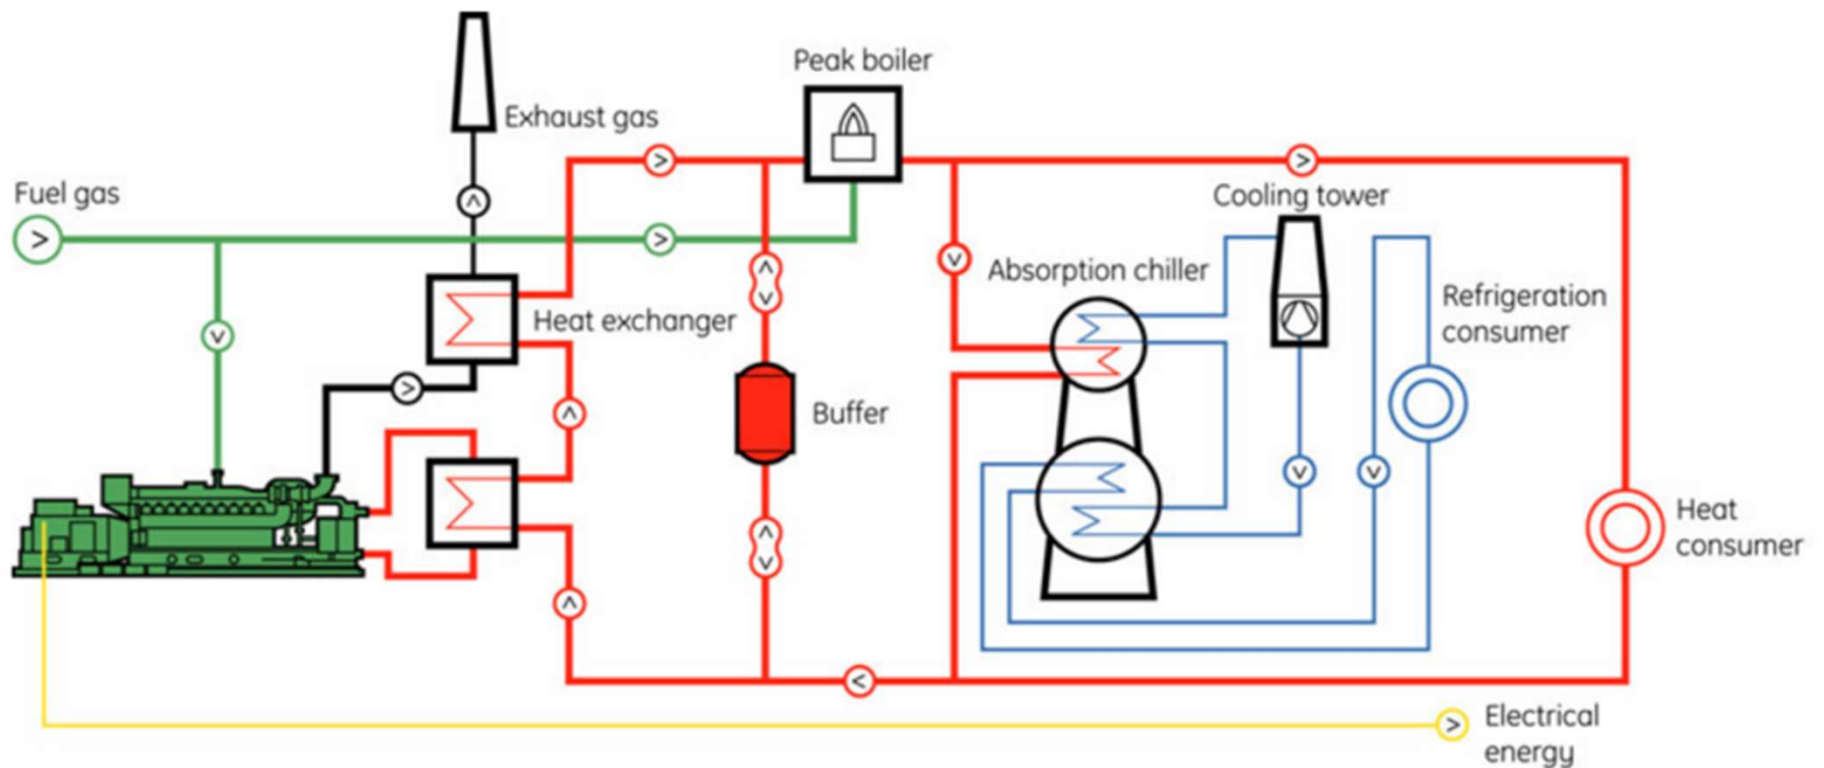 Peak boiler
Exhaust gas
Fuel gas
Cooling tower
Absorption chiller
Heat exchanger
Refrigeration
consumer
Buffer
Heat
consumer
Electrical
energy